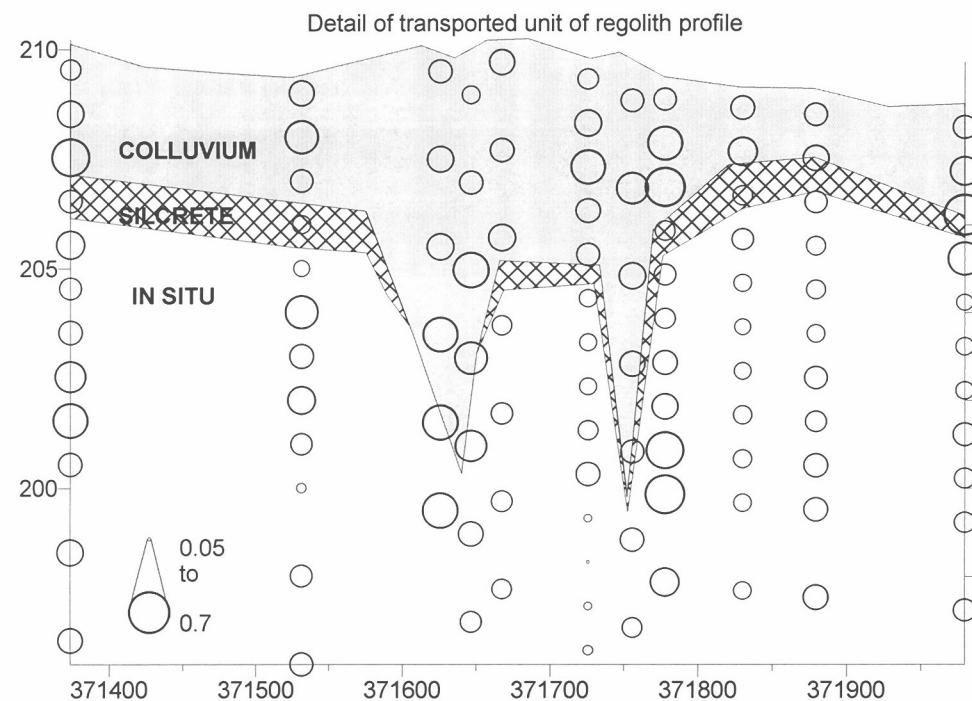 Detail of transported unit of regolith profile
210
COLLUVIUM
SILCRETE
205
IN SITU
200
0.05
to
0.7
371400 371500 371600 371700 371800 371900